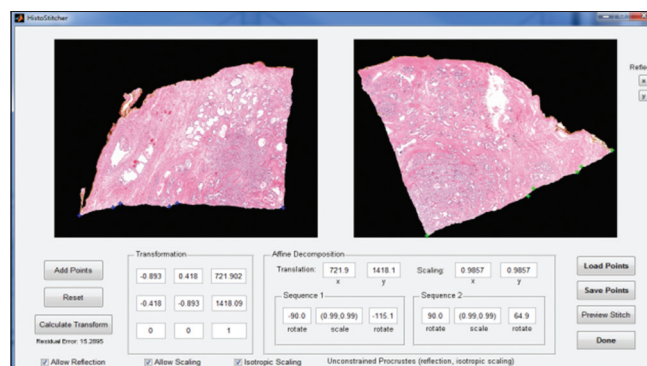 HistoStitcher
Reflec
x
y
Add Points
Reset
Calculate Transform
Residual Error: 15.2895
Transformation
-0.893 0.418 721.902
-0.418 -0.893 1418.09
0 0 1
Affine Decomposition
Translation: 721.9 1418.1 Scaling: 0.9857 0.9857
x y x y
Sequence 1
-90.0 (0.99,0.99) -115.1
rotate scale rotate
Sequence 2
90.0 (0.99,0.99) 64.9
rotate scale rotate
Load Points
Save Points
Preview Stitch
Done
Allow Reflection Allow Scaling Isotropic Scaling Unconstrained Procrustes (reflection, isotropic scaling)